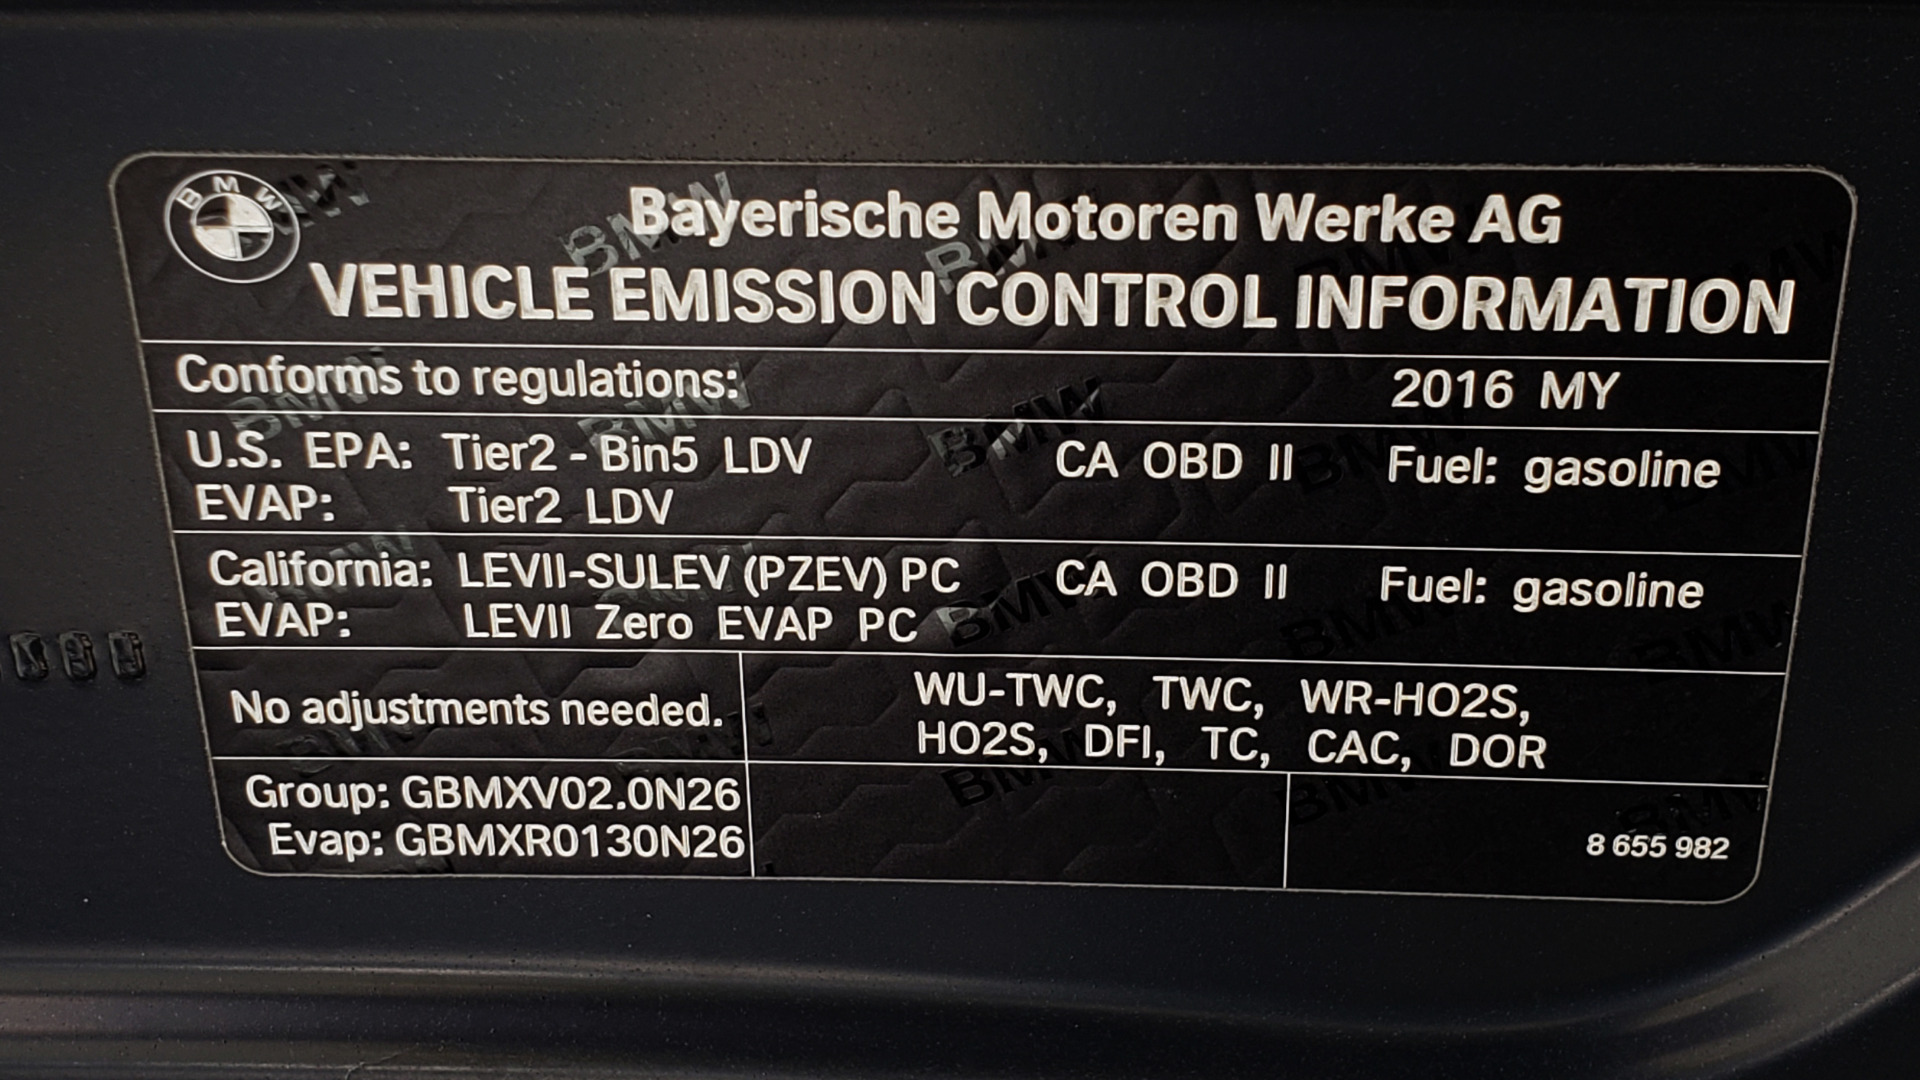 BMW
Bayerische Motoren Werke AG
VEHICLE EMISSION CONTROL INFORMATION
Conforms to regulations: 2016 MY
U.S. EPA: Tier2 - Bin5 LDV CA OBD II Fuel: gasoline
EVAP: Tier2 LDV
California: LEVII-SULEV (PZEV) PC CA OBD II Fuel: gasoline
EVAP: LEVII Zero EVAP PC
No adjustments needed.
WU-TWC, TWC, WR-HO2S,
HO2S, DFI, TC, CAC, DOR
Group: GBMXV02.0N26
Evap: GBMXR0130N26
8 655 982